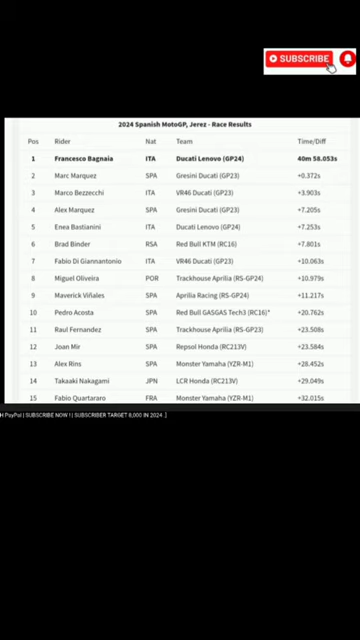 SUBSCRIBE
2024 Spanish MotoGP, Jerez - Race Results
Pos Rider Nat Team Time/Diff
1 Francesco Bagnaia ITA Ducati Lenovo (GP24) 40m 58.053s
2 Marc Marquez SPA Gresini Ducati (GP23) +0.372s
3 Marco Bezzecchi ITA VR46 Ducati (GP23) +3.903s
4 Alex Marquez SPA Gresini Ducati (GP23) +7.205s
5 Enea Bastianini ITA Ducati Lenovo (GP24) +7.253s
6 Brad Binder RSA Red Bull KTM (RC16) +7.801s
7 Fabio Di Giannantonio ITA VR46 Ducati (GP23) +10.063s
8 Miguel Oliveira POR Trackhouse Aprilia (RS-GP24) +10.979s
9 Maverick Viñales SPA Aprilia Racing (RS-GP24) +11.217s
10 Pedro Acosta SPA Red Bull GASGAS Tech3 (RC16)* +20.762s
11 Raul Fernandez SPA Trackhouse Aprilia (RS-GP23) +23.508s
12 Joan Mir SPA Repsol Honda (RC213V) +23.584s
13 Alex Rins SPA Monster Yamaha (YZR-M1) +28.452s
14 Takaaki Nakagami JPN LCR Honda (RC213V) +29.049s
15 Fabio Quartararo FRA Monster Yamaha (YZR-M1) +32.015s
H PayPal | SUBSCRIBE NOW ! | SUBSCRIBER TARGET 8,000 IN 2024 ]